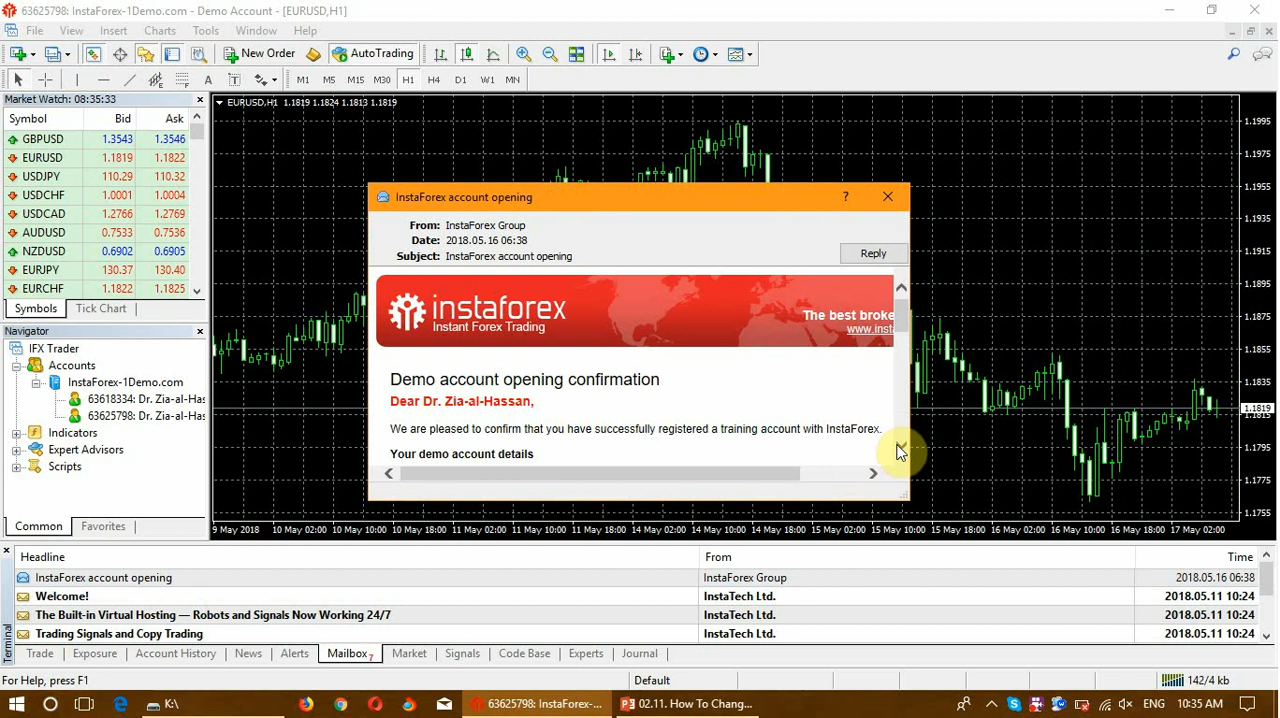 63625798: InstaForex-1Demo.com - Demo Account - [EURUSD,H1]
File View Insert Charts Tools Window Help
New Order AutoTrading
A T M1 M5 M15 M30 H1 H4 D1 W1 MN
Market Watch: 08:35:33
Symbol Bid Ask
GBPUSD 1.3543 1.3546
EURUSD 1.1819 1.1822
USDJPY 110.29 110.32
USDCHF 1.0001 1.0004
USDCAD 1.2766 1.2769
AUDUSD 0.7533 0.7536
NZDUSD 0.6902 0.6905
EURJPY 130.37 130.40
EURCHF 1.1822 1.1825
Symbols Tick Chart
Navigator
IFX Trader
Accounts
InstaForex-1Demo.com
63618334: Dr. Zia-al-Has
63625798: Dr. Zia-al-Has
Indicators
Expert Advisors
Scripts
Common Favorites
EURUSD,H1 1.1819 1.1824 1.1813 1.1819
1.1995
1.1975
1.1955
1.1935
1.1915
1.1895
1.1875
1.1855
1.1835
1.1819
1.1815
1.1795
1.1775
1.1755
9 May 2018 10 May 02:00 10 May 10:00 10 May 18:00 11 May 02:00 11 May 10:00 11 May 18:00 14 May 02:00 14 May 10:00 14 May 18:00 15 May 02:00 15 May 10:00 15 May 18:00 16 May 02:00 16 May 10:00 16 May 18:00 17 May 02:00
InstaForex account opening ?
From: InstaForex Group
Date: 2018.05.16 06:38
Subject: InstaForex account opening
Reply
instaforex
Instant Forex Trading
The best broke
www.insta
Demo account opening confirmation
Dear Dr. Zia-al-Hassan,
We are pleased to confirm that you have successfully registered a training account with InstaForex.
Your demo account details
Headline From Time
InstaForex account opening InstaForex Group 2018.05.16 06:38
Welcome! InstaTech Ltd. 2018.05.11 10:24
The Built-in Virtual Hosting — Robots and Signals Now Working 24/7 InstaTech Ltd. 2018.05.11 10:24
Trading Signals and Copy Trading InstaTech Ltd. 2018.05.11 10:24
Terminal
Trade Exposure Account History News Alerts Mailbox 7 Market Signals Code Base Experts Journal
For Help, press F1 Default 142/4 kb
K:\ 63625798: InstaForex-... 02.11. How To Chang... ENG 10:35 AM